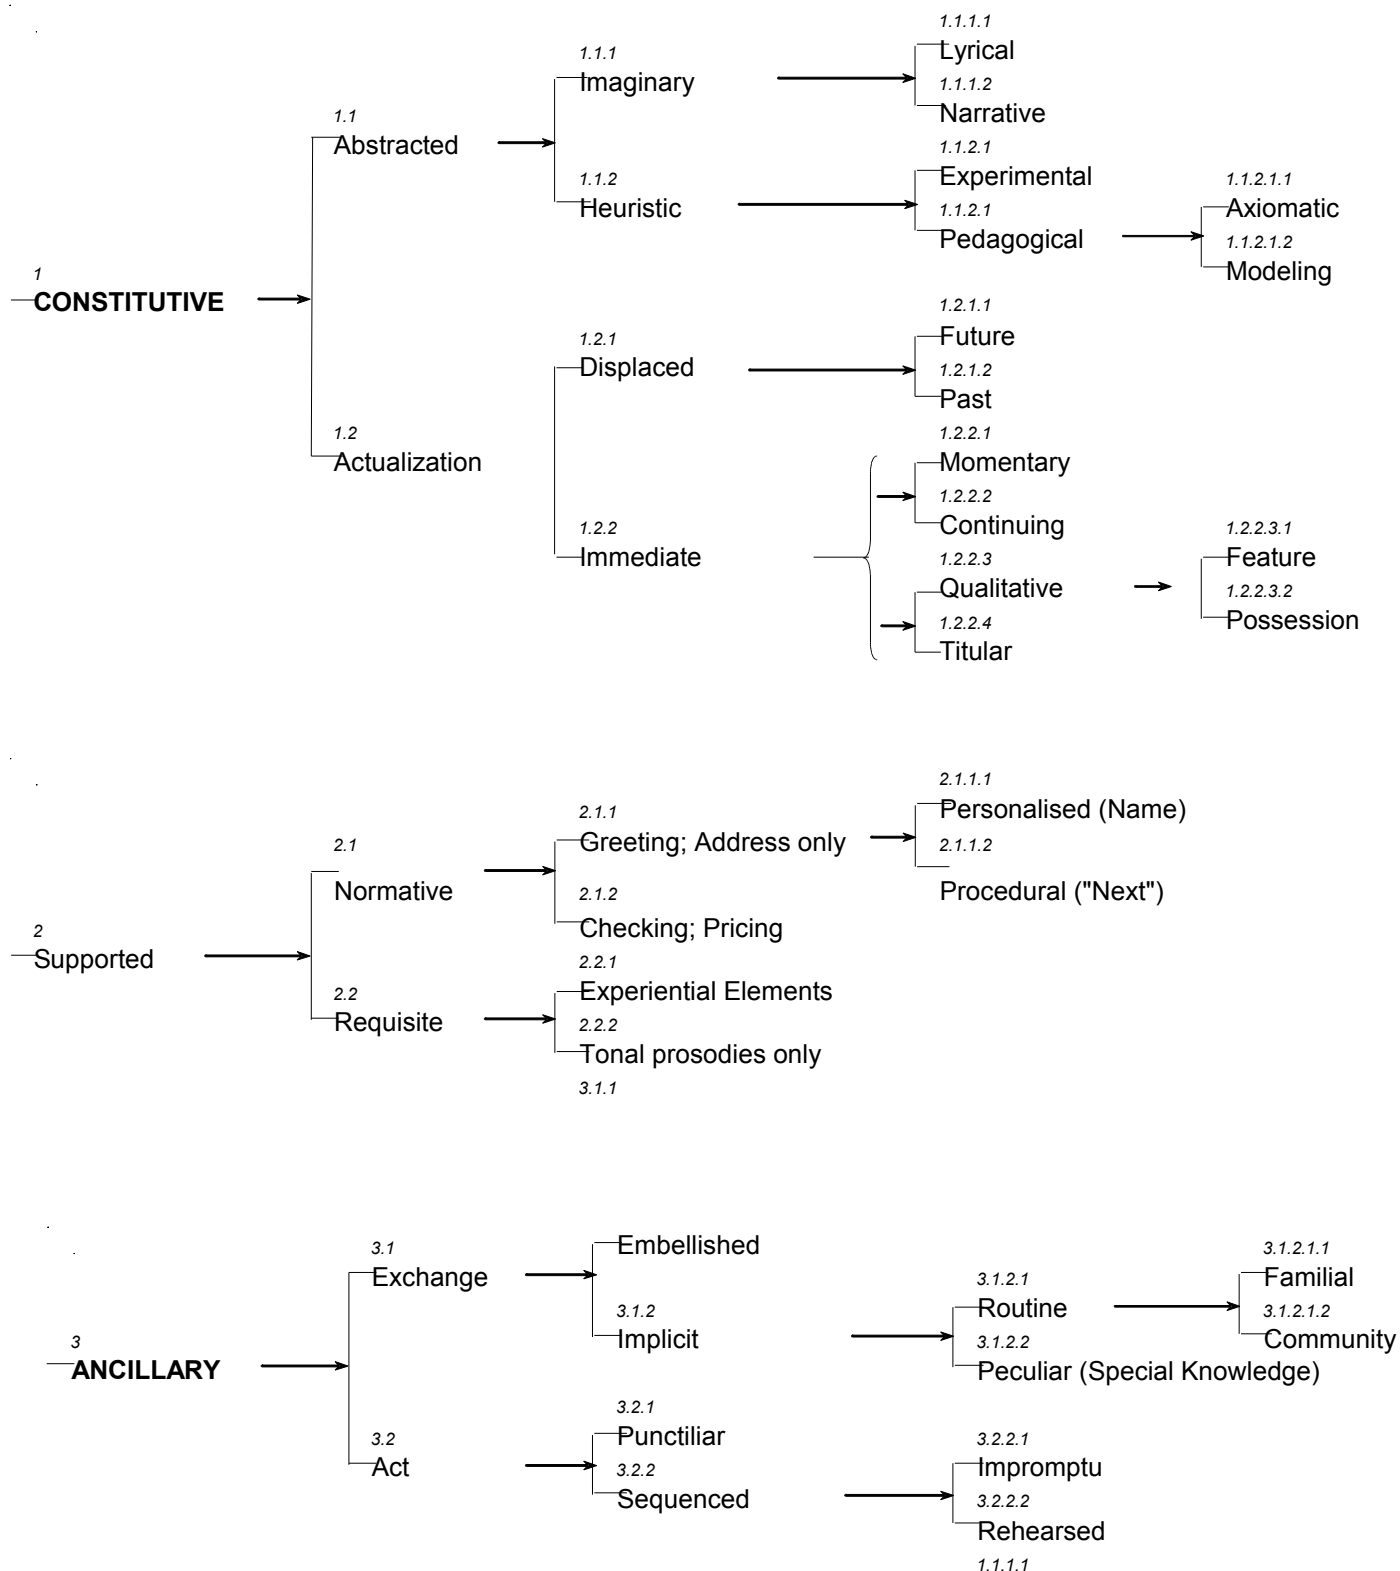 1.1.1.1
Lyrical
1.1.1
Imaginary
1.1.1.2
Narrative
1.1
Abstracted
1.1.2.1
Experimental
1.1.2
Heuristic
1.1.2.1
Pedagogical
1.1.2.1.1
Axiomatic
1.1.2.1.2
Modeling
1
CONSTITUTIVE
1.2.1.1
Future
1.2.1
Displaced
1.2.1.2
Past
1.2
Actualization
1.2.2.1
Momentary
1.2.2.2
Continuing
1.2.2
Immediate
1.2.2.3
Qualitative
1.2.2.4
Titular
1.2.2.3.1
Feature
1.2.2.3.2
Possession
2.1.1.1
Personalised (Name)
2.1.1
Greeting; Address only
2.1.1.2
Procedural ("Next")
2.1
Normative
2.1.2
Checking; Pricing
2
Supported
2.2.1
Experiential Elements
2.2
Requisite
2.2.2
Tonal prosodies only
3.1.1
Embellished
3.1
Exchange
3.1.2
Implicit
3.1.2.1
Routine
3.1.2.2
Peculiar (Special Knowledge)
3.1.2.1.1
Familial
3.1.2.1.2
Community
3
ANCILLARY
3.2.1
Punctiliar
3.2
Act
3.2.2
Sequenced
3.2.2.1
Impromptu
3.2.2.2
Rehearsed
1.1.1.1